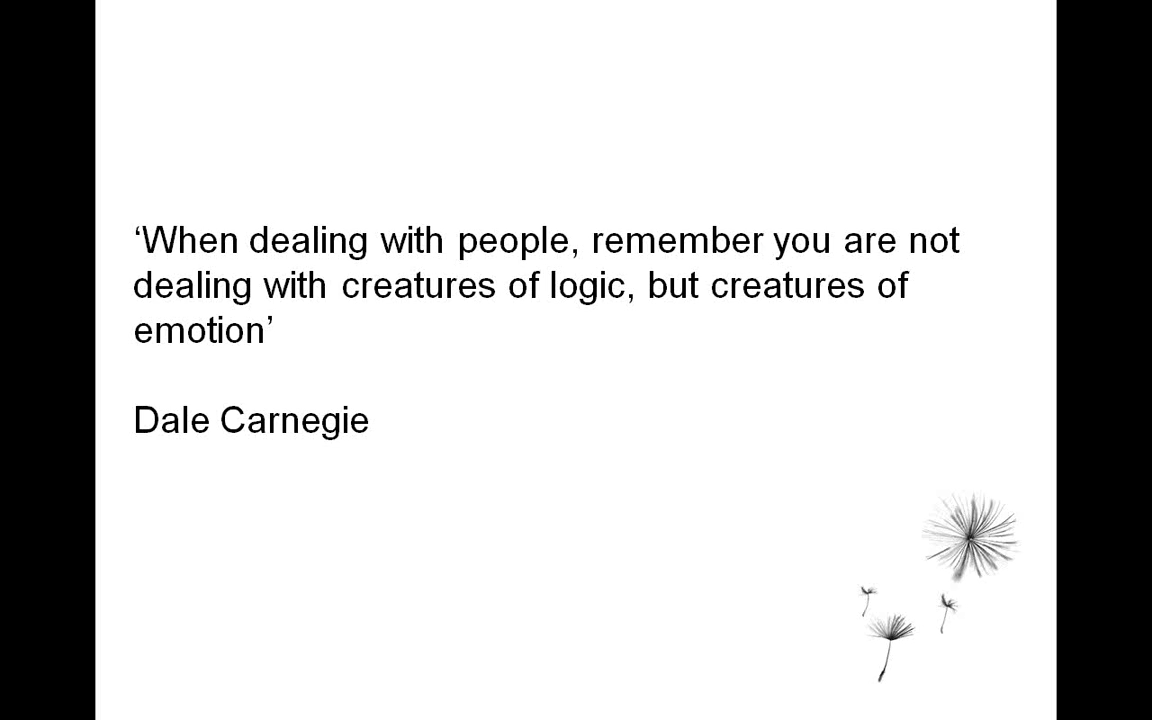 ‘When dealing with people, remember you are not
dealing with creatures of logic, but creatures of
emotion’
Dale Carnegie